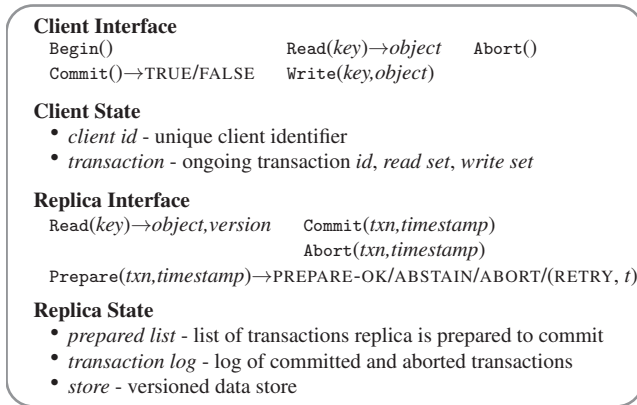 Client Interface
Begin() Read(key)→object Abort()
Commit()→TRUE/FALSE Write(key,object)
Client State
• client id - unique client identifier
• transaction - ongoing transaction id, read set, write set
Replica Interface
Read(key)→object,version Commit(txn,timestamp)
Abort(txn,timestamp)
Prepare(txn,timestamp)→PREPARE-OK/ABSTAIN/ABORT/(RETRY, t)
Replica State
• prepared list - list of transactions replica is prepared to commit
• transaction log - log of committed and aborted transactions
• store - versioned data store